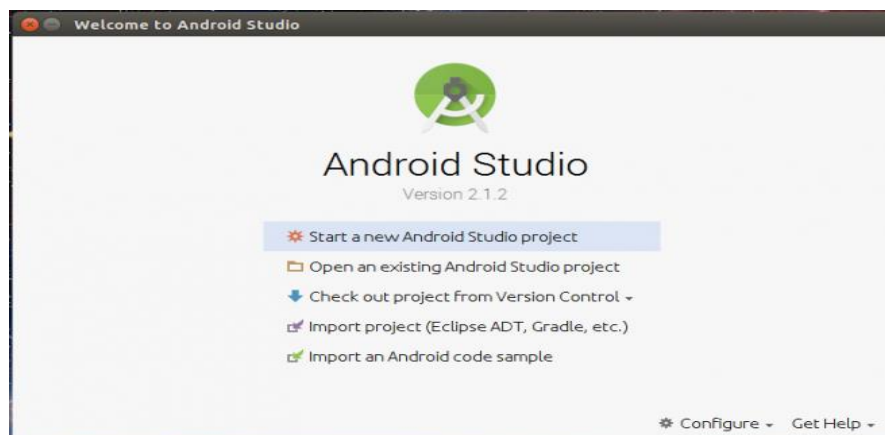 Welcome to Android Studio
Android Studio
Version 2.1.2
Start a new Android Studio project
Open an existing Android Studio project
Check out project from Version Control
Import project (Eclipse ADT, Gradle, etc.)
Import an Android code sample
Configure Get Help